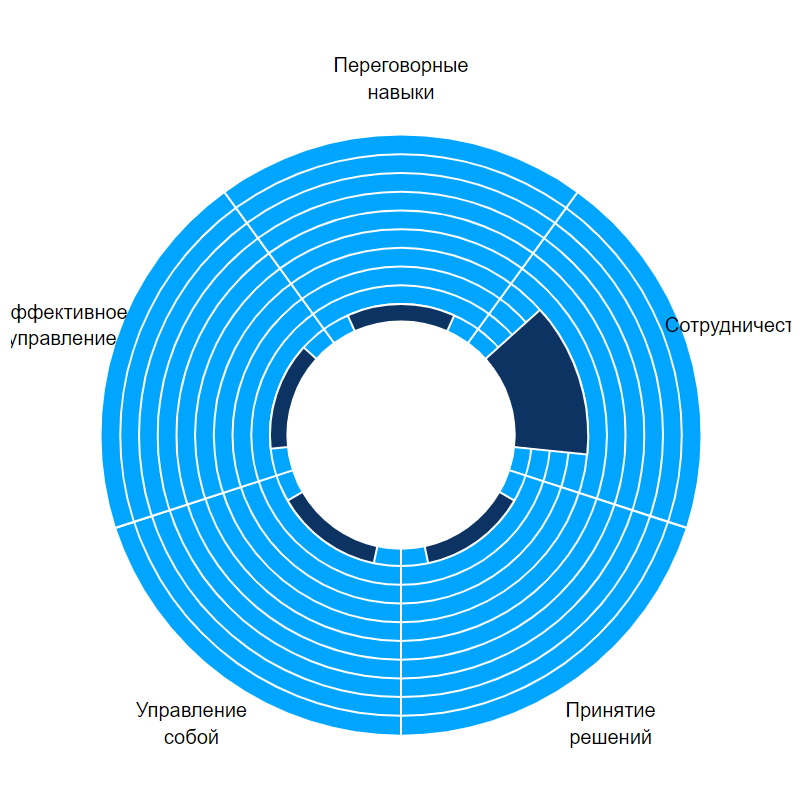 Переговорные
навыки
ффективное
управление
Сотрудничест
Управление
собой
Принятие
решений